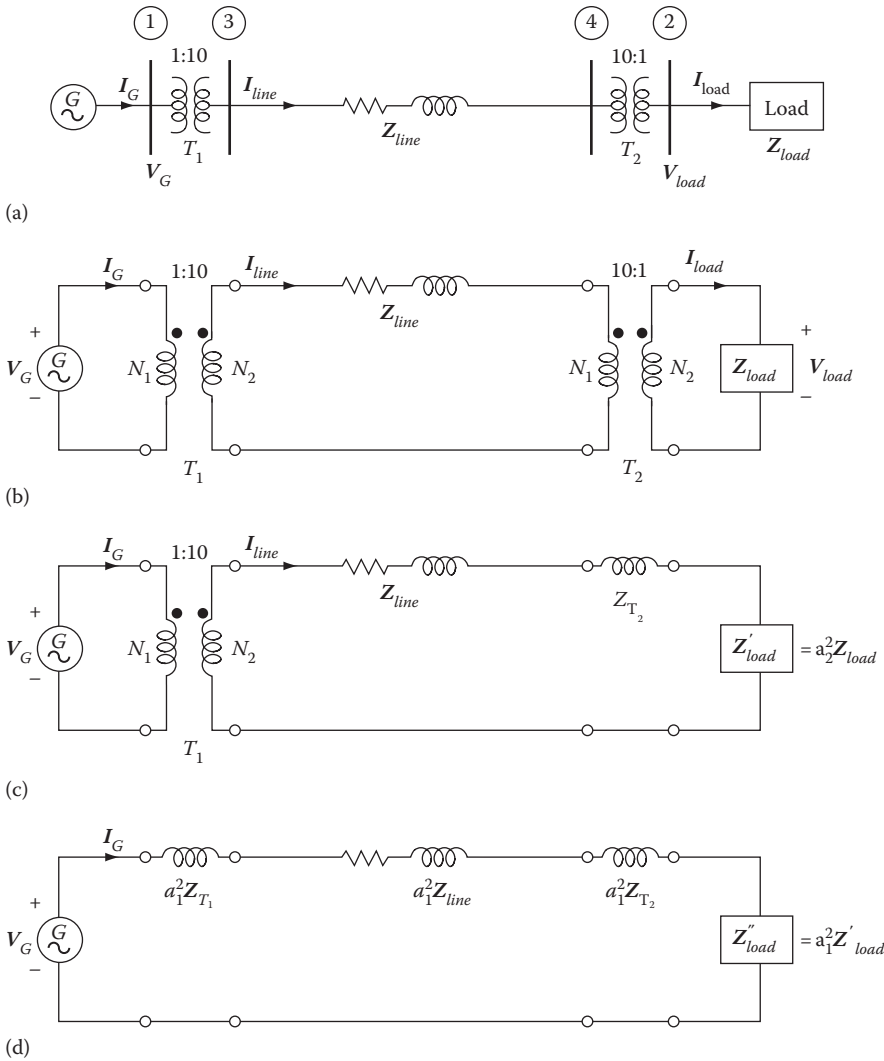 ① ③ ④ ②
1:10 10:1
G I_G I_line I_load Load
Z_line
T_1 T_2 Z_load
V_G V_load
(a)
I_G 1:10 I_line 10:1 I_load
Z_line
+ +
V_G G N_1 N_2 N_1 N_2 Z_load V_load
− −
T_1 T_2
(b)
I_G 1:10 I_line
Z_line Z_T_2
+
V_G G N_1 N_2 Z′_load = a_2^2 Z_load
−
T_1
(c)
I_G
a_1^2 Z_T_1 a_1^2 Z_line a_1^2 Z_T_2
+
V_G G Z″_load = a_1^2 Z′_load
−
(d)